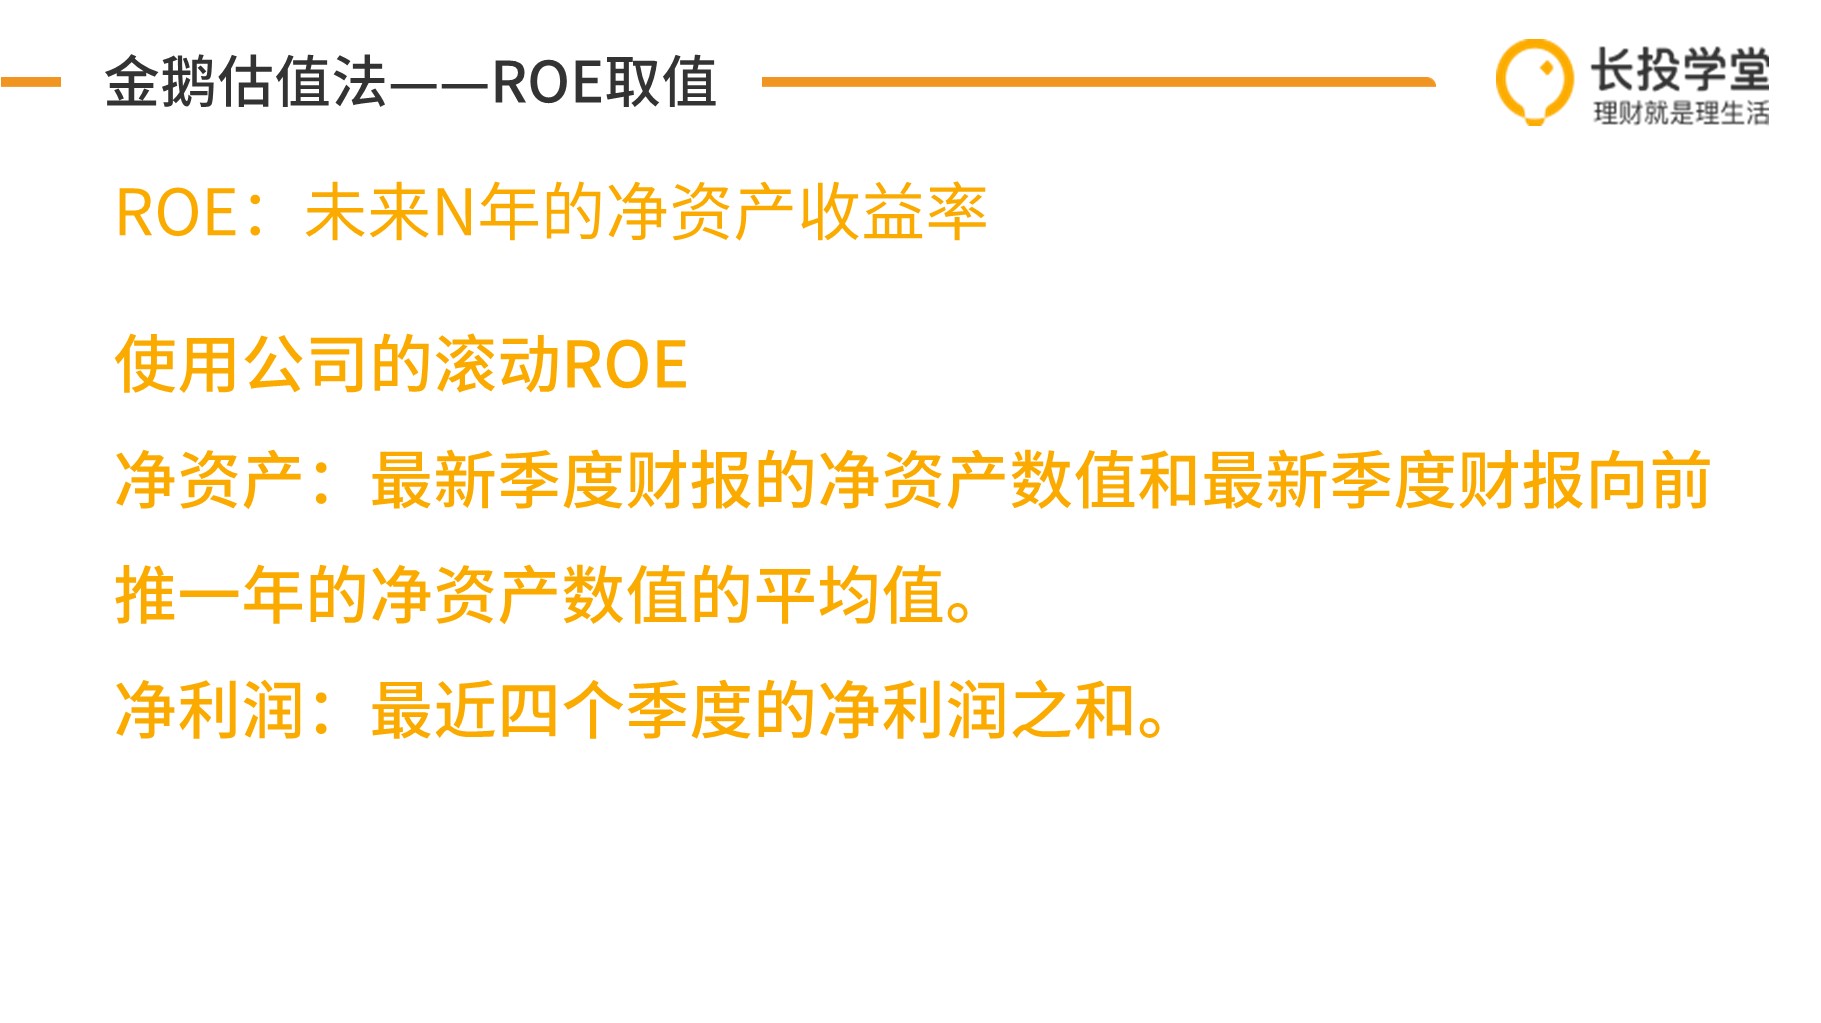 金鹅估值法——ROE取值
长投学堂
理财就是理生活
ROE：未来N年的净资产收益率
使用公司的滚动ROE
净资产：最新季度财报的净资产数值和最新季度财报向前
推一年的净资产数值的平均值。
净利润：最近四个季度的净利润之和。